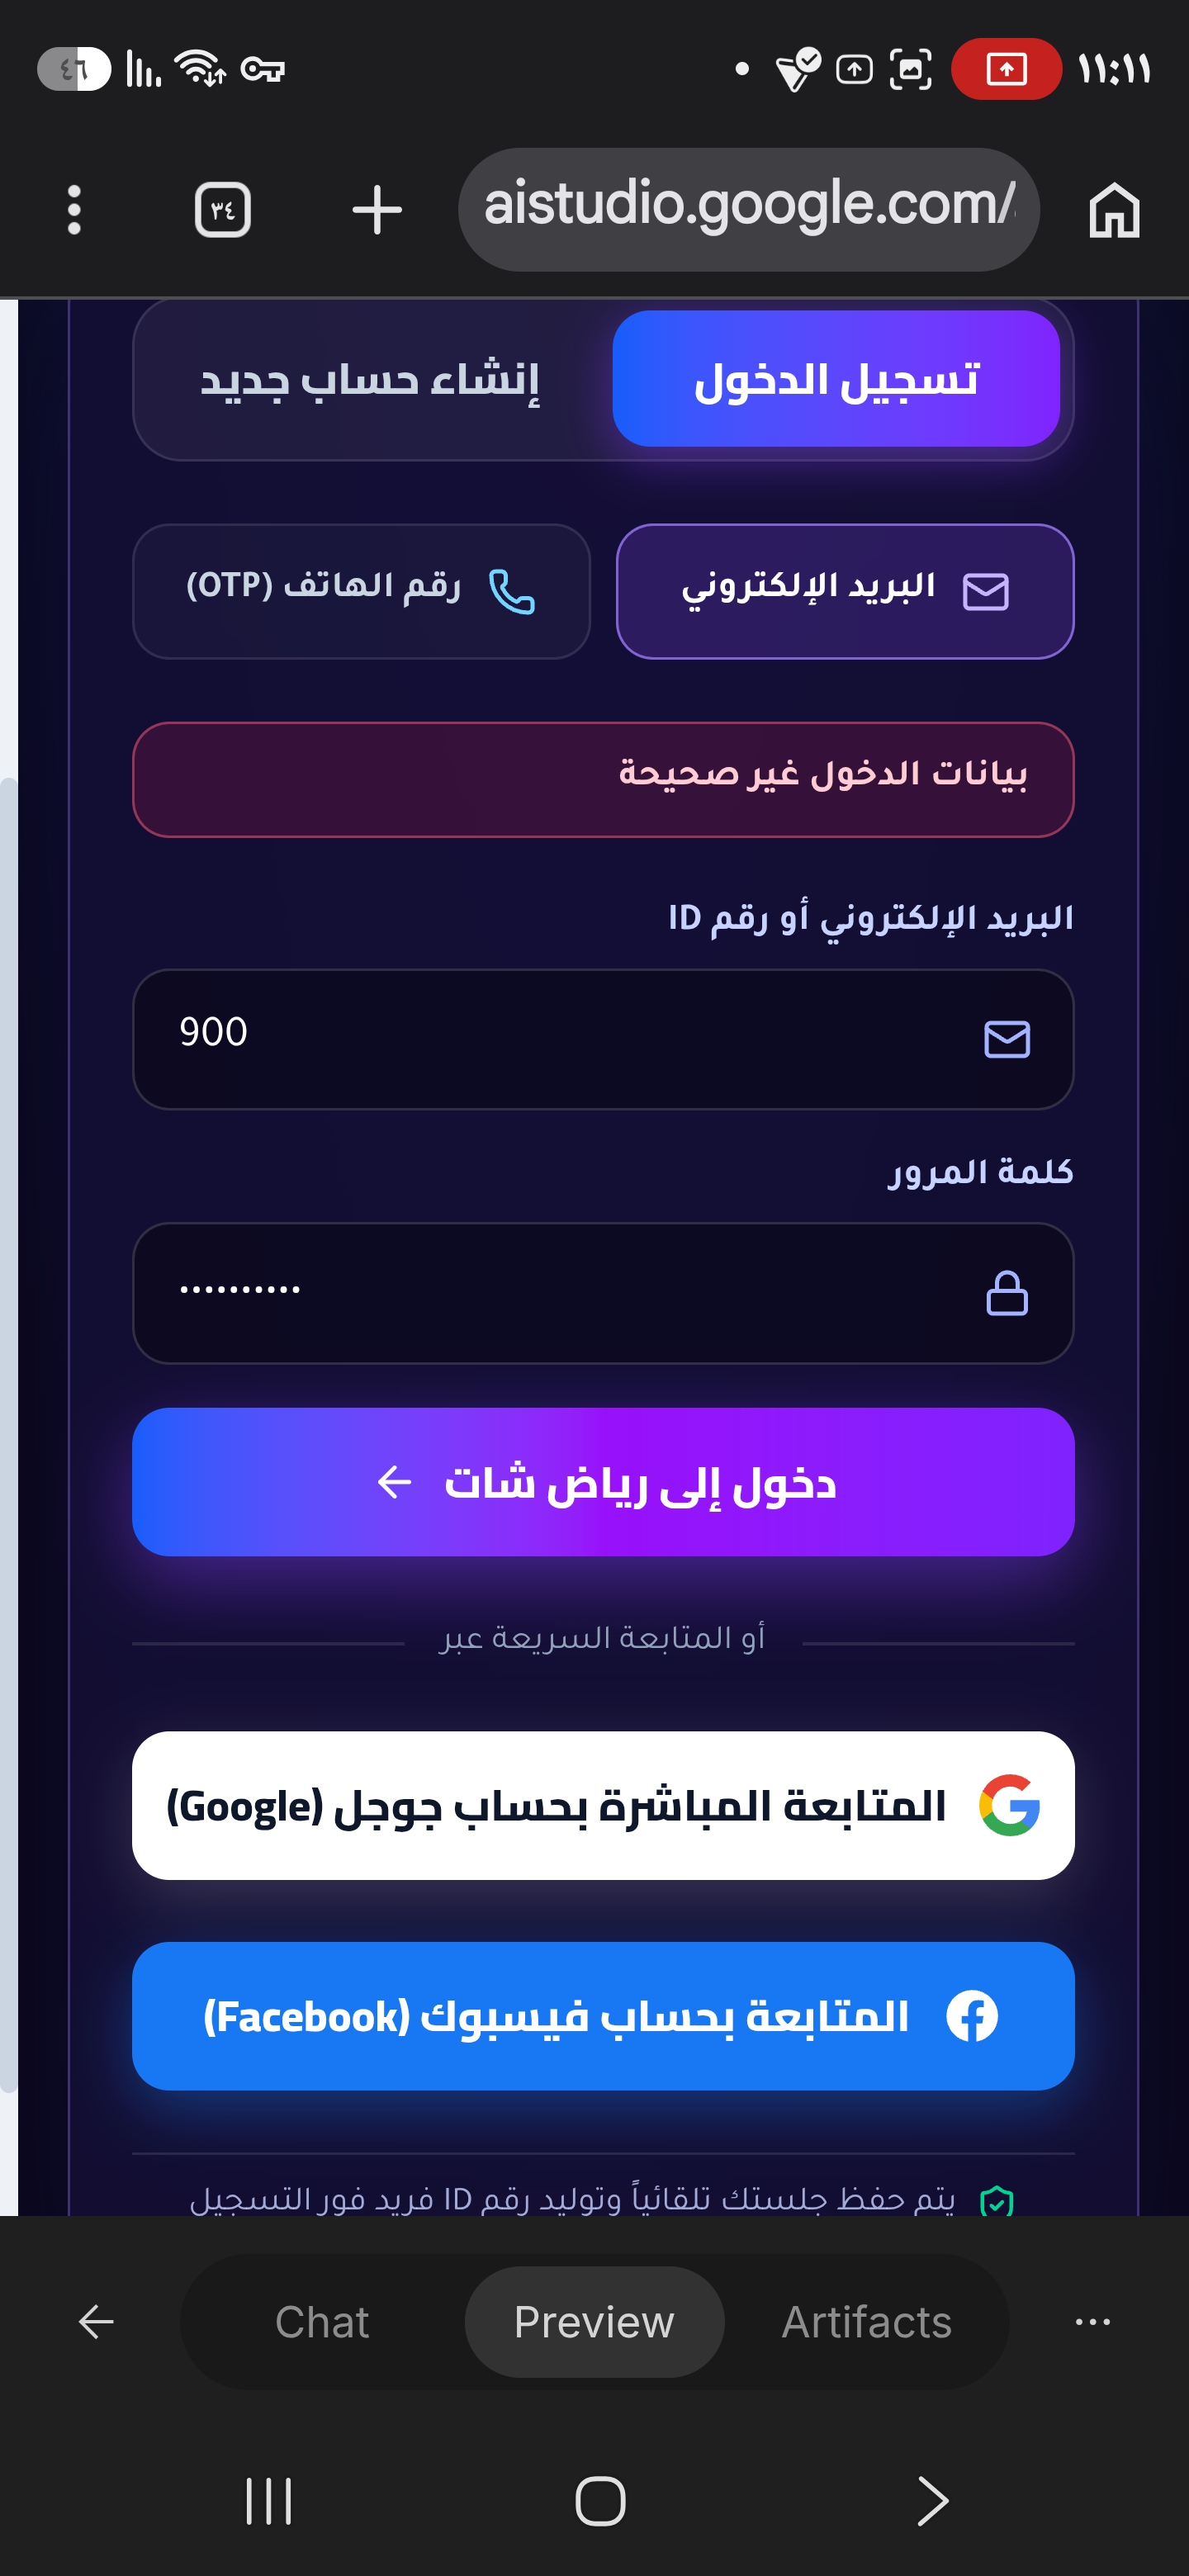 ٤٦
١١:١١
٣٤
aistudio.google.com/
تسجيل الدخول
إنشاء حساب جديد
البريد الإلكتروني
رقم الهاتف (OTP)
بيانات الدخول غير صحيحة
البريد الإلكتروني أو رقم ID
900
كلمة المرور
••••••••••
دخول إلى رياض شات
أو المتابعة السريعة عبر
المتابعة المباشرة بحساب جوجل (Google)
المتابعة بحساب فيسبوك (Facebook)
يتم حفظ جلستك تلقائياً وتوليد رقم ID فريد فور التسجيل
Chat
Preview
Artifacts